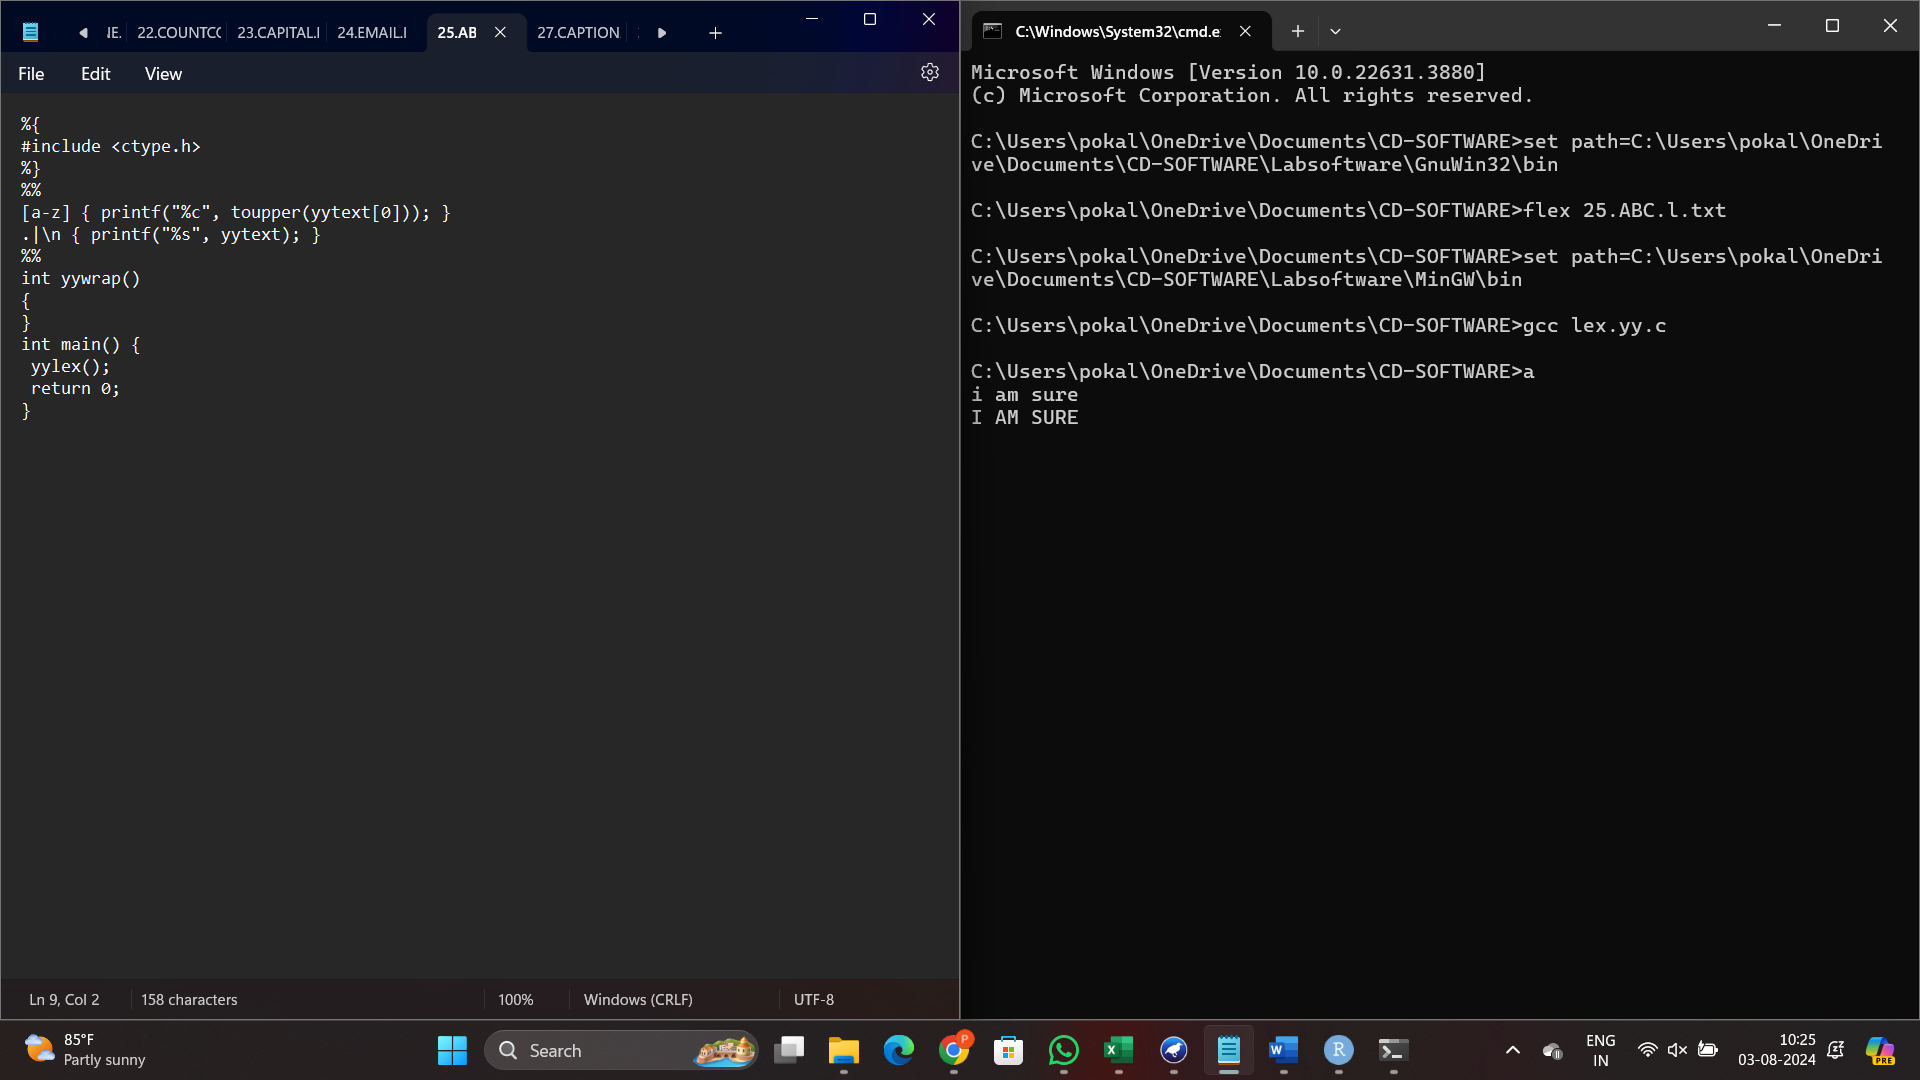 IE.
22.COUNTCO
23.CAPITAL.l
24.EMAIL.l
25.AB
27.CAPTION
File
Edit
View
%{
#include <ctype.h>
%}
%%
[a-z] { printf("%c", toupper(yytext[0])); }
.|\n { printf("%s", yytext); }
%%
int yywrap()
{
}
int main() {
 yylex();
 return 0;
}
Ln 9, Col 2
158 characters
100%
Windows (CRLF)
UTF-8
C:\Windows\System32\cmd.e
Microsoft Windows [Version 10.0.22631.3880]
(c) Microsoft Corporation. All rights reserved.
C:\Users\pokal\OneDrive\Documents\CD-SOFTWARE>set path=C:\Users\pokal\OneDri
ve\Documents\CD-SOFTWARE\Labsoftware\GnuWin32\bin
C:\Users\pokal\OneDrive\Documents\CD-SOFTWARE>flex 25.ABC.l.txt
C:\Users\pokal\OneDrive\Documents\CD-SOFTWARE>set path=C:\Users\pokal\OneDri
ve\Documents\CD-SOFTWARE\Labsoftware\MinGW\bin
C:\Users\pokal\OneDrive\Documents\CD-SOFTWARE>gcc lex.yy.c
C:\Users\pokal\OneDrive\Documents\CD-SOFTWARE>a
i am sure
I AM SURE
85°F
Partly sunny
Search
P
ENG
IN
10:25
03-08-2024
PRE